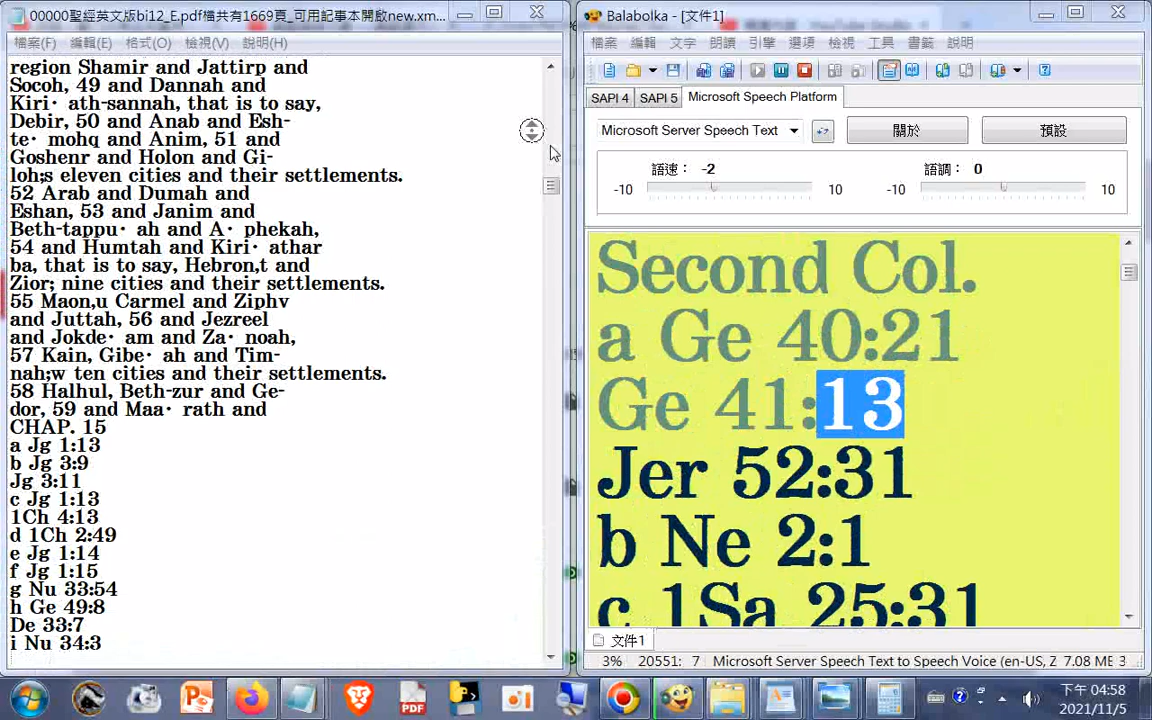 00000聖經英文版bi12_E.pdf檔共有1669頁_可用記事本開啟new.xm...
檔案(F) 編輯(E) 格式(O) 檢視(V) 說明(H)
region Shamir and Jattirp and
Socoh, 49 and Dannah and
Kiri· ath-sannah, that is to say,
Debir, 50 and Anab and Esh-
te· mohq and Anim, 51 and
Goshenr and Holon and Gi-
loh;s eleven cities and their settlements.
52 Arab and Dumah and
Eshan, 53 and Janim and
Beth-tappu· ah and A· phekah,
54 and Humtah and Kiri· athar
ba, that is to say, Hebron,t and
Zior; nine cities and their settlements.
55 Maon,u Carmel and Ziphv
and Juttah, 56 and Jezreel
and Jokde· am and Za· noah,
57 Kain, Gibe· ah and Tim-
nah;w ten cities and their settlements.
58 Halhul, Beth-zur and Ge-
dor, 59 and Maa· rath and
CHAP. 15
a Jg 1:13
b Jg 3:9
Jg 3:11
c Jg 1:13
1Ch 4:13
d 1Ch 2:49
e Jg 1:14
f Jg 1:15
g Nu 33:54
h Ge 49:8
De 33:7
i Nu 34:3
Balabolka - [文件1]
檔案 編輯 文字 朗讀 引擎 選項 檢視 工具 書籤 說明
SAPI 4 SAPI 5 Microsoft Speech Platform
Microsoft Server Speech Text 關於 預設
語速: -2 語調: 0
-10 10 -10 10
Second Col.
a Ge 40:21
Ge 41:13
Jer 52:31
b Ne 2:1
c 1Sa 25:31
文件1
3% 20551: 7 Microsoft Server Speech Text to Speech Voice (en-US, Z 7.08 MB 3
PDF
下午 04:58
2021/11/5